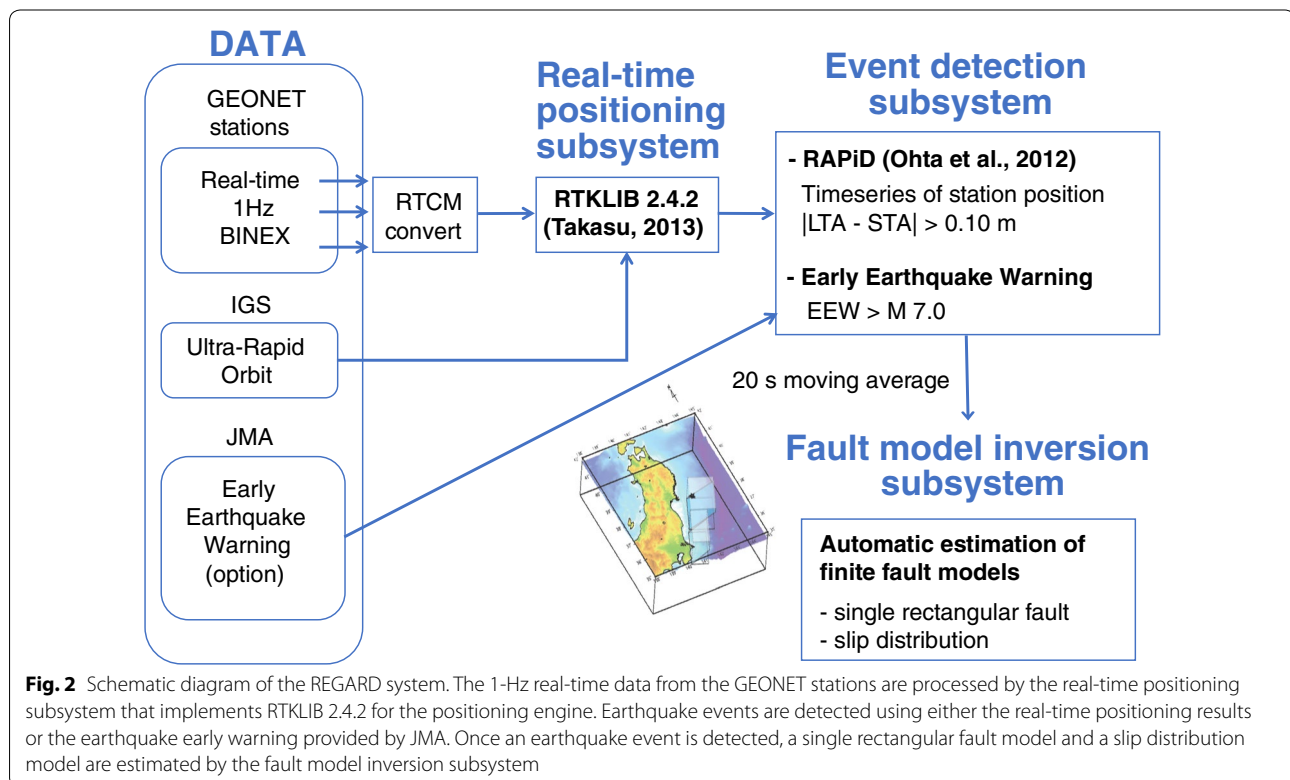 DATA
GEONET
stations
Real-time
1Hz
BINEX
IGS
Ultra-Rapid
Orbit
JMA
Early
Earthquake
Warning
(option)
RTCM
convert
Real-time
positioning
subsystem
RTKLIB 2.4.2
(Takasu, 2013)
Event detection
subsystem
- RAPiD (Ohta et al., 2012)
Timeseries of station position
|LTA - STA| > 0.10 m
- Early Earthquake Warning
EEW > M 7.0
20 s moving average
Fault model inversion
subsystem
Automatic estimation of
finite fault models
- single rectangular fault
- slip distribution
Fig. 2 Schematic diagram of the REGARD system. The 1-Hz real-time data from the GEONET stations are processed by the real-time positioning
subsystem that implements RTKLIB 2.4.2 for the positioning engine. Earthquake events are detected using either the real-time positioning results
or the earthquake early warning provided by JMA. Once an earthquake event is detected, a single rectangular fault model and a slip distribution
model are estimated by the fault model inversion subsystem